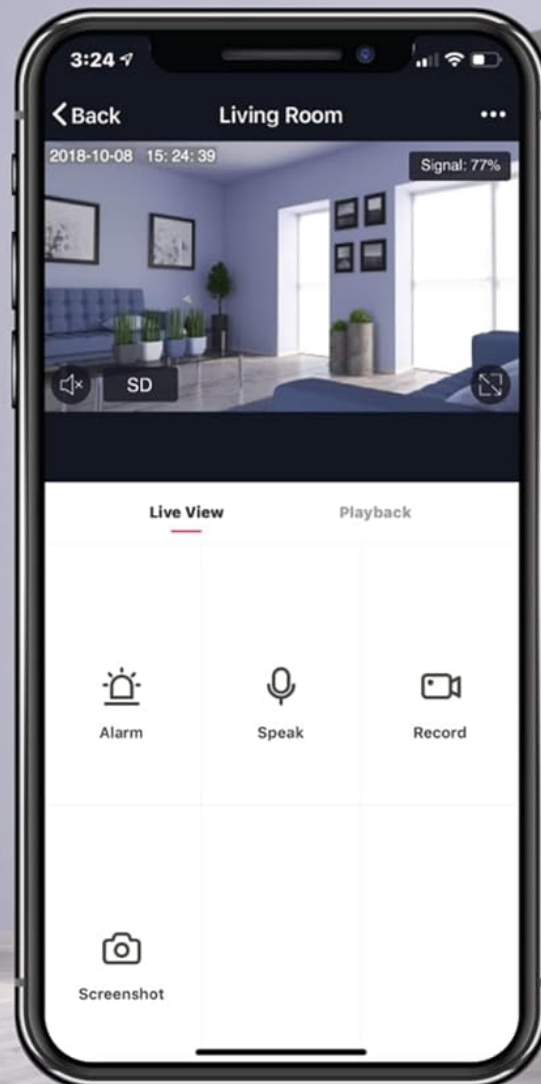 3:24
Back Living Room
2018-10-08 15:24:39 Signal: 77%
SD
Live View Playback
Alarm Speak Record
Screenshot